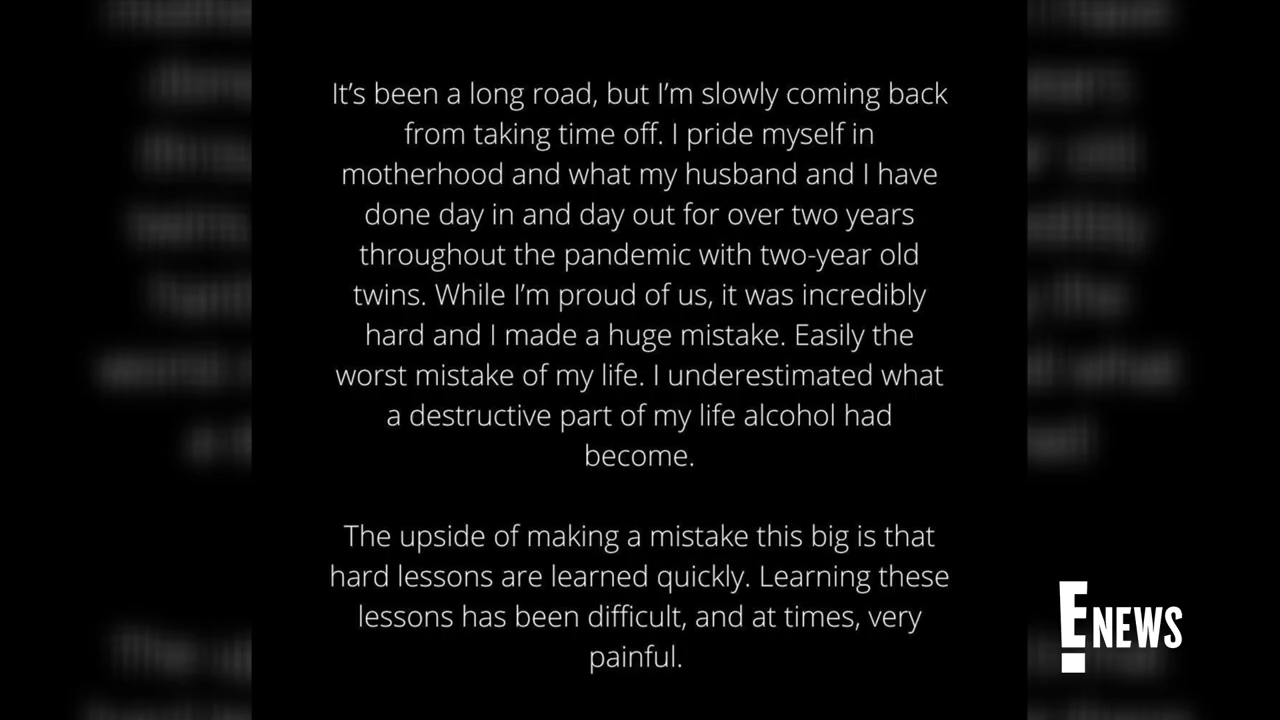 It's been a long road, but I'm slowly coming back
from taking time off. I pride myself in
motherhood and what my husband and I have
done day in and day out for over two years
throughout the pandemic with two-year old
twins. While I'm proud of us, it was incredibly
hard and I made a huge mistake. Easily the
worst mistake of my life. I underestimated what
a destructive part of my life alcohol had
become.
The upside of making a mistake this big is that
hard lessons are learned quickly. Learning these
lessons has been difficult, and at times, very
painful.
E! NEWS